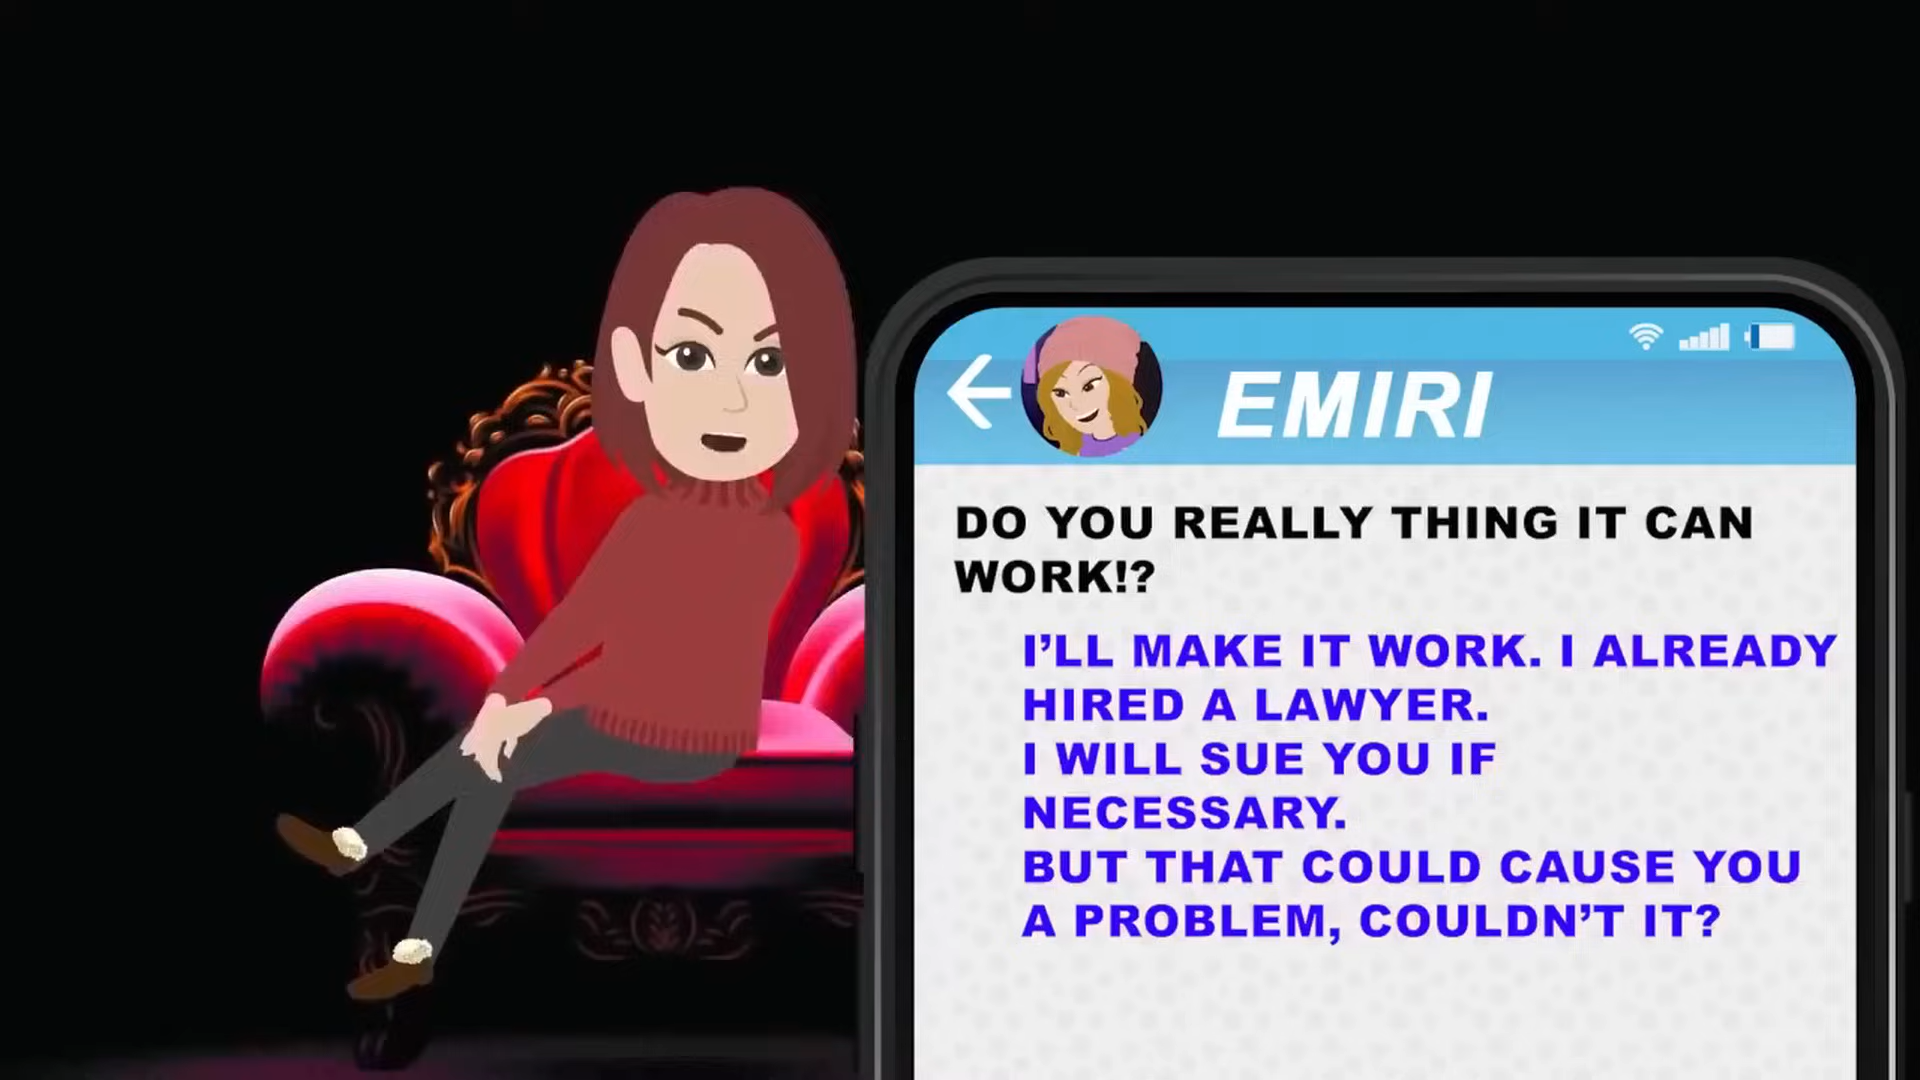 EMIRI
DO YOU REALLY THING IT CAN
WORK!?
I’LL MAKE IT WORK. I ALREADY
HIRED A LAWYER.
I WILL SUE YOU IF
NECESSARY.
BUT THAT COULD CAUSE YOU
A PROBLEM, COULDN’T IT?